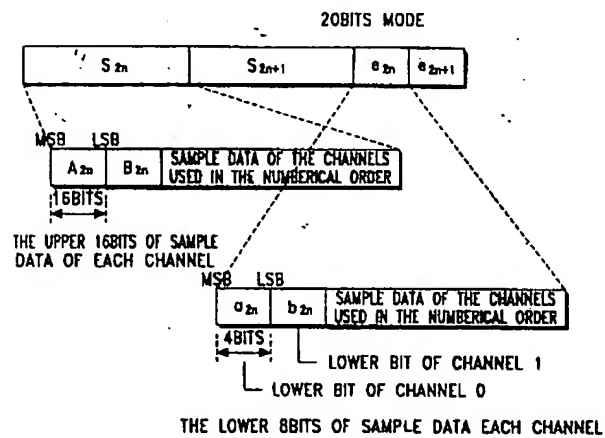 20BITS MODE
S2n S2n+1 e2n e2n+1
MSB LSB
A2n B2n SAMPLE DATA OF THE CHANNELS
USED IN THE NUMBERICAL ORDER
16BITS
THE UPPER 16BITS OF SAMPLE
DATA OF EACH CHANNEL
MSB LSB
a2n b2n SAMPLE DATA OF THE CHANNELS
USED IN THE NUMBERICAL ORDER
4BITS
LOWER BIT OF CHANNEL 1
LOWER BIT OF CHANNEL 0
THE LOWER 8BITS OF SAMPLE DATA EACH CHANNEL